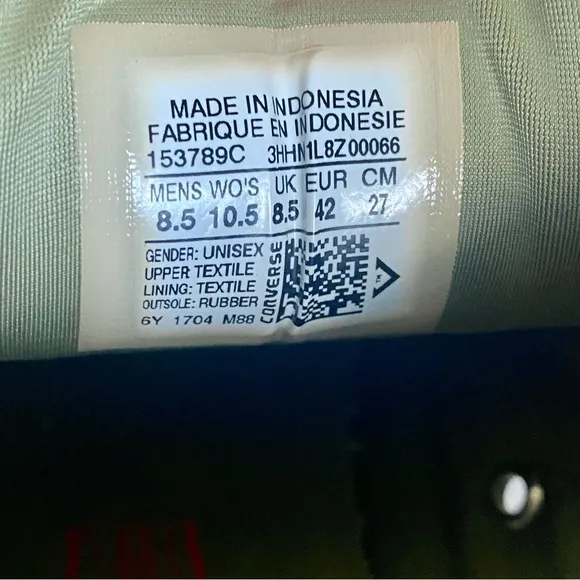 MADE IN INDONESIA
FABRIQUE EN INDONESIE
153789C 3HHN1L8Z00066
MENS WO'S UK EUR CM
8.5 10.5 8.5 42 27
GENDER: UNISEX
UPPER: TEXTILE
LINING: TEXTILE
OUTSOLE: RUBBER
6Y 1704 M88
CONVERSE